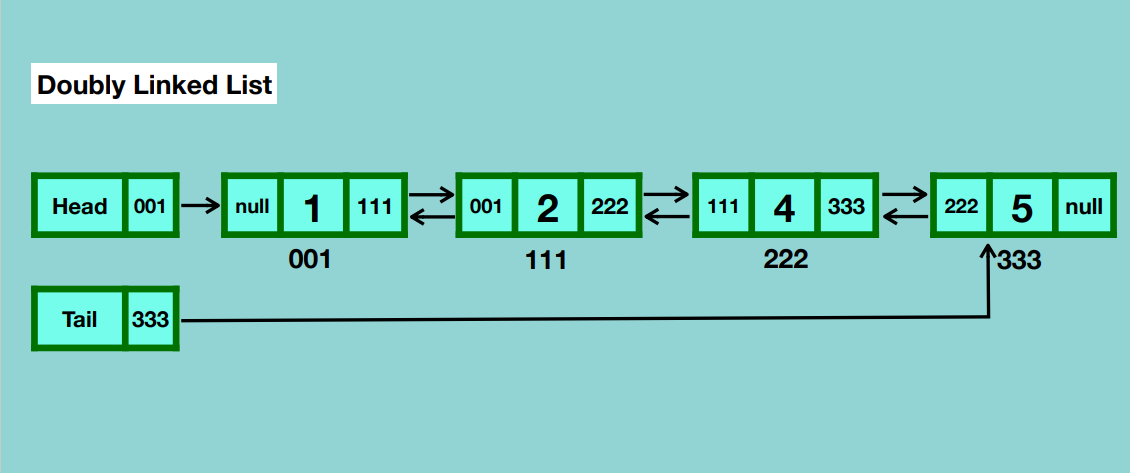 Doubly Linked List
Head 001 null 1 111 001 2 222 111 4 333 222 5 null
001 111 222 333
Tail 333